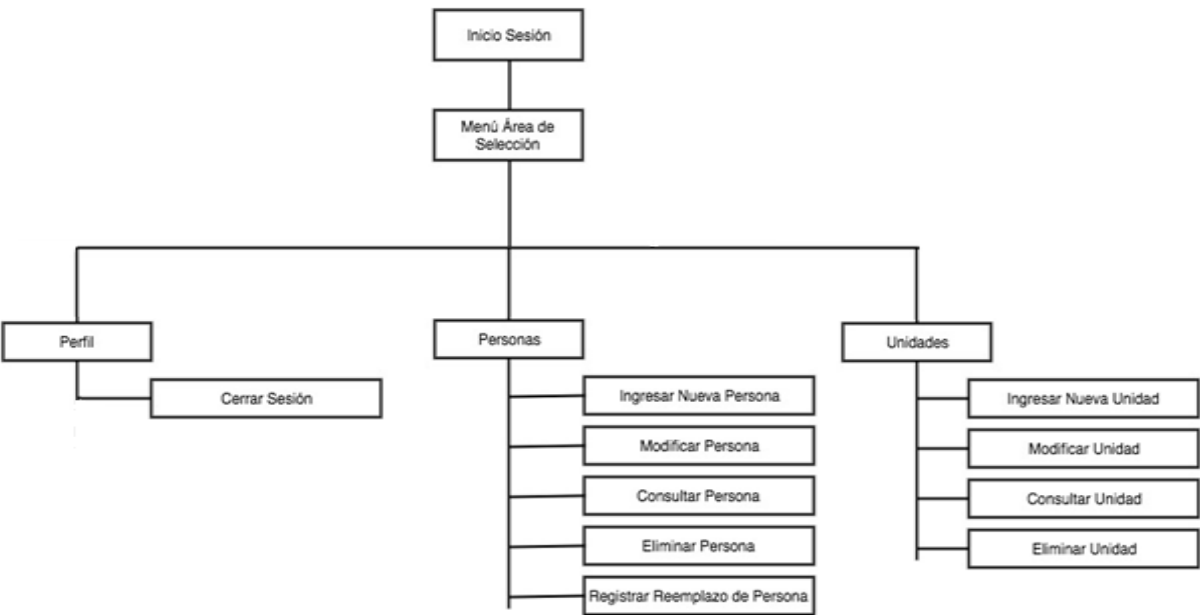 Inicio Sesión
Menú Área de
Selección
Perfil
Cerrar Sesión
Personas
Ingresar Nueva Persona
Modificar Persona
Consultar Persona
Eliminar Persona
Registrar Reemplazo de Persona
Unidades
Ingresar Nueva Unidad
Modificar Unidad
Consultar Unidad
Eliminar Unidad